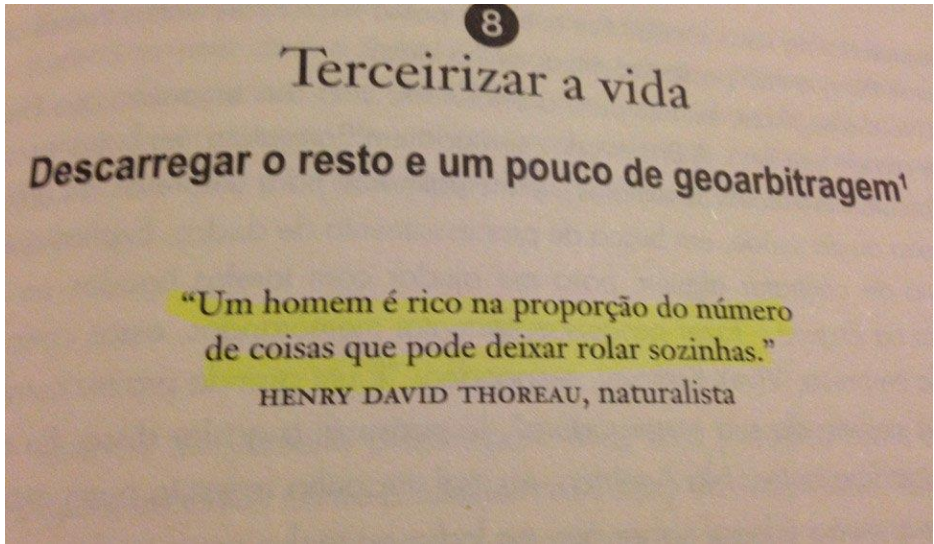 8
Terceirizar a vida
Descarregar o resto e um pouco de geoarbitragem¹
“Um homem é rico na proporção do número
de coisas que pode deixar rolar sozinhas.”
HENRY DAVID THOREAU, naturalista